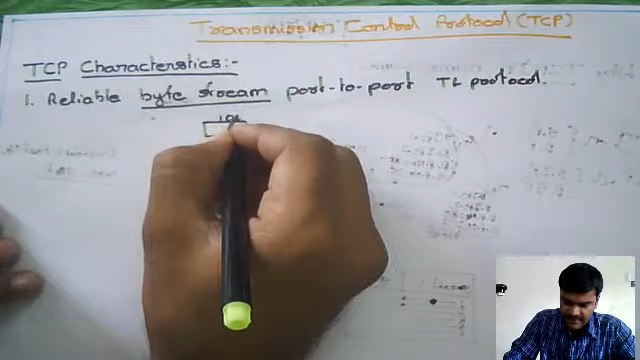 Transmission Control Protocol (TCP)
TCP Characteristics:-
1. Reliable byte stream port-to-port TL protocol.